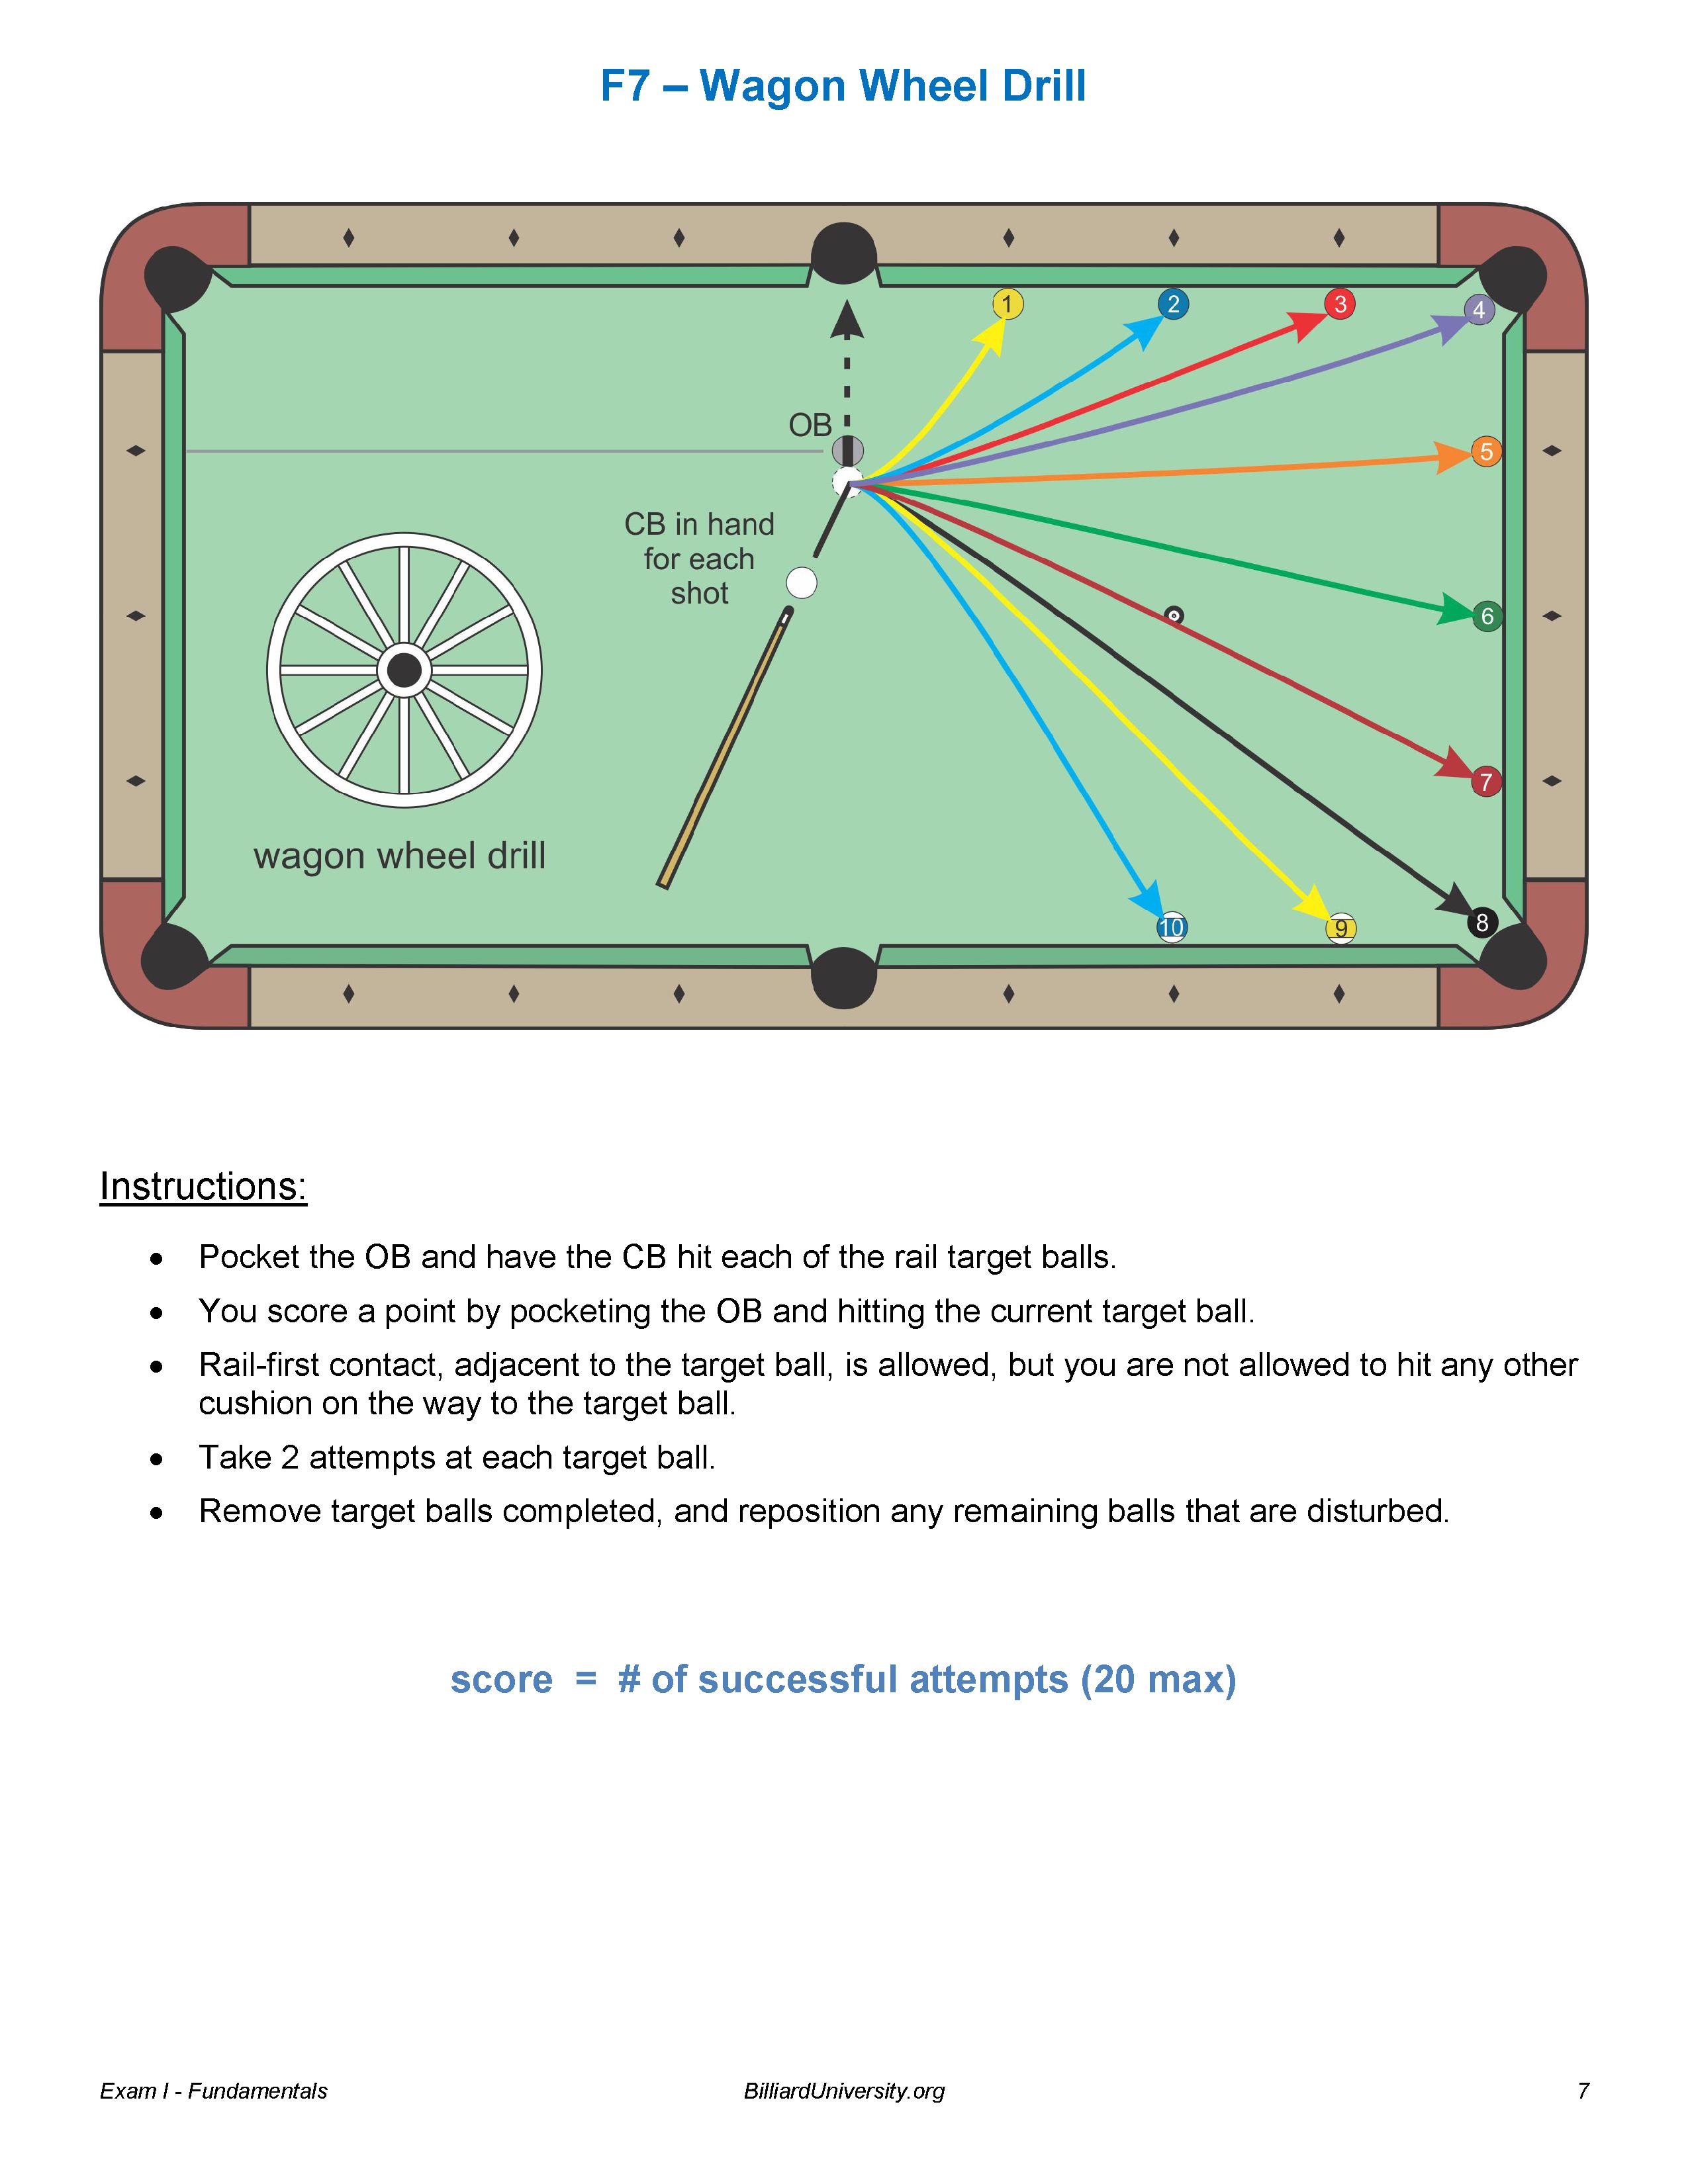 F7 – Wagon Wheel Drill
1
2
3
4
OB
5
CB in hand
for each
shot
6
7
wagon wheel drill
8
9
10
Instructions:
• Pocket the OB and have the CB hit each of the rail target balls.
• You score a point by pocketing the OB and hitting the current target ball.
• Rail-first contact, adjacent to the target ball, is allowed, but you are not allowed to hit any other
cushion on the way to the target ball.
• Take 2 attempts at each target ball.
• Remove target balls completed, and reposition any remaining balls that are disturbed.
score = # of successful attempts (20 max)
Exam I - Fundamentals BilliardUniversity.org 7